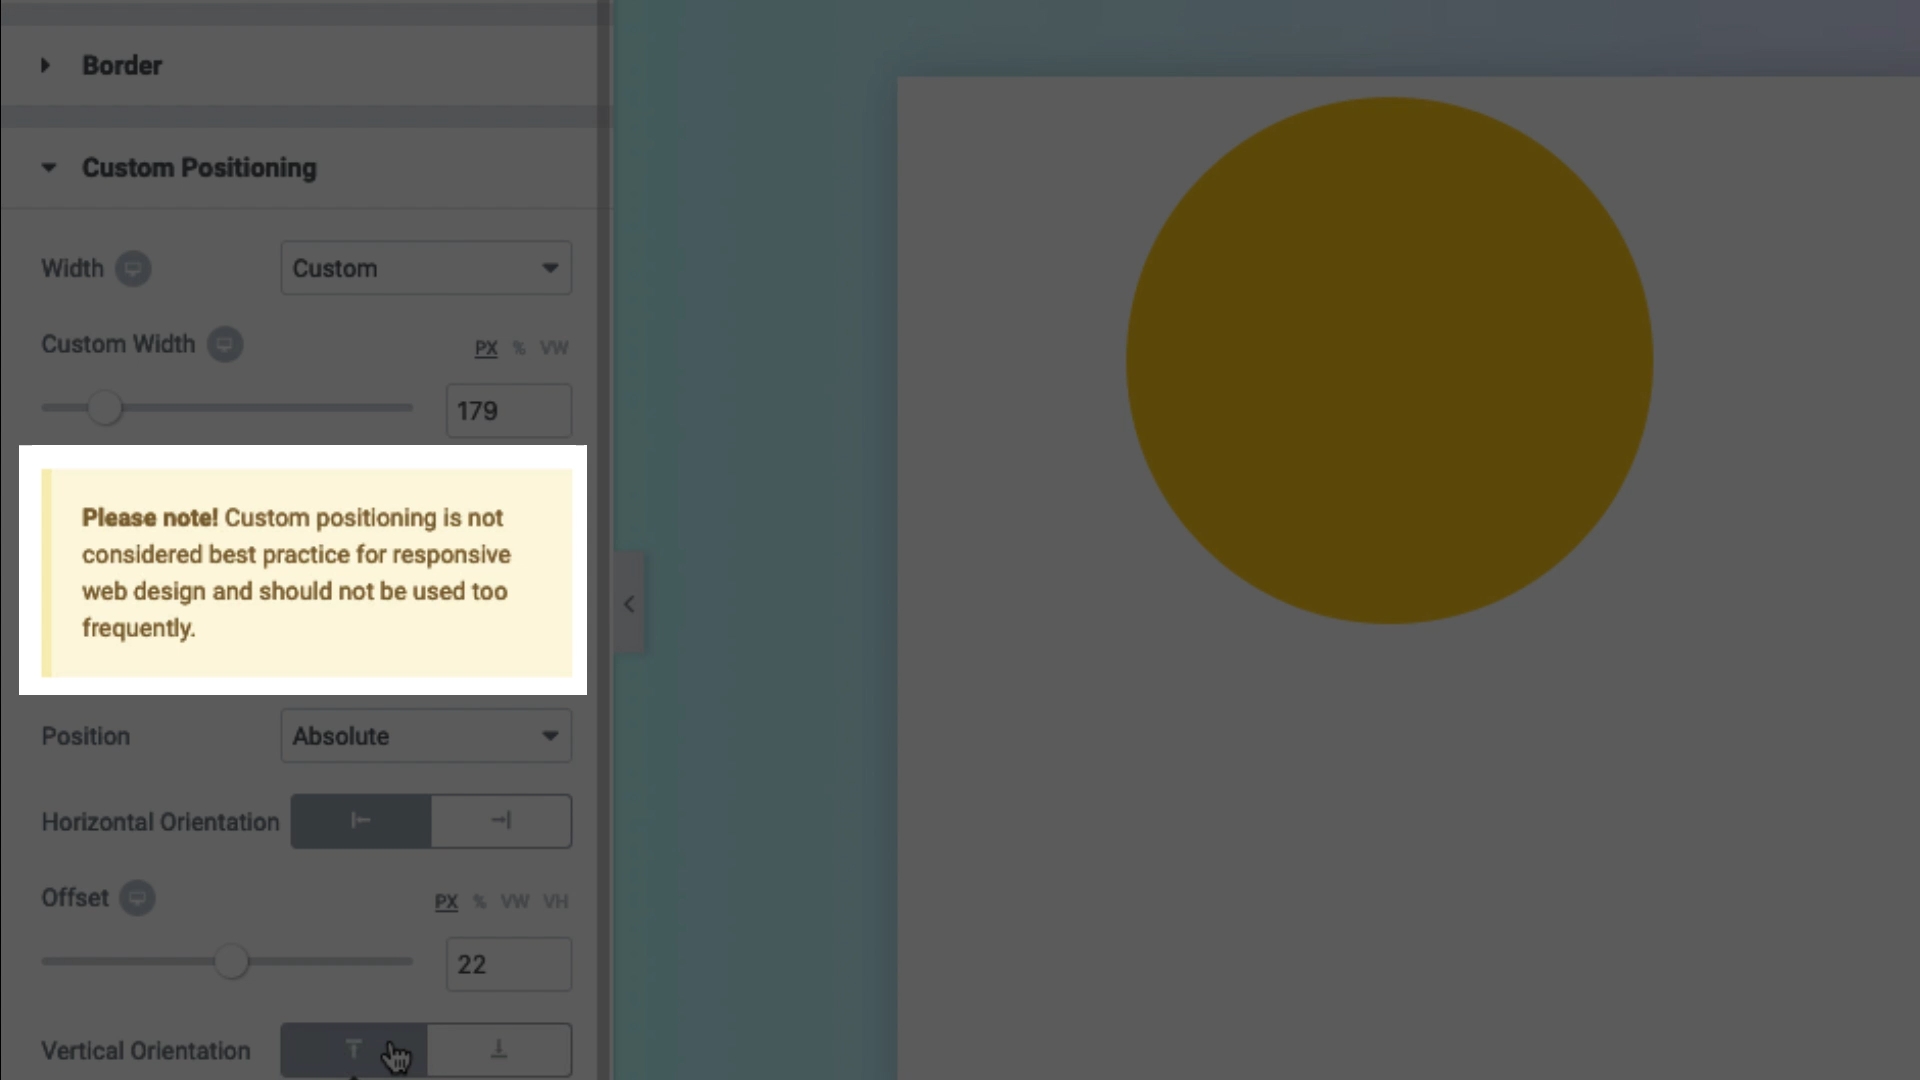 Border
Custom Positioning
Width Custom
Custom Width PX % VW
179
Please note! Custom positioning is not
considered best practice for responsive
web design and should not be used too
frequently.
Position Absolute
Horizontal Orientation
Offset PX % VW VH
22
Vertical Orientation